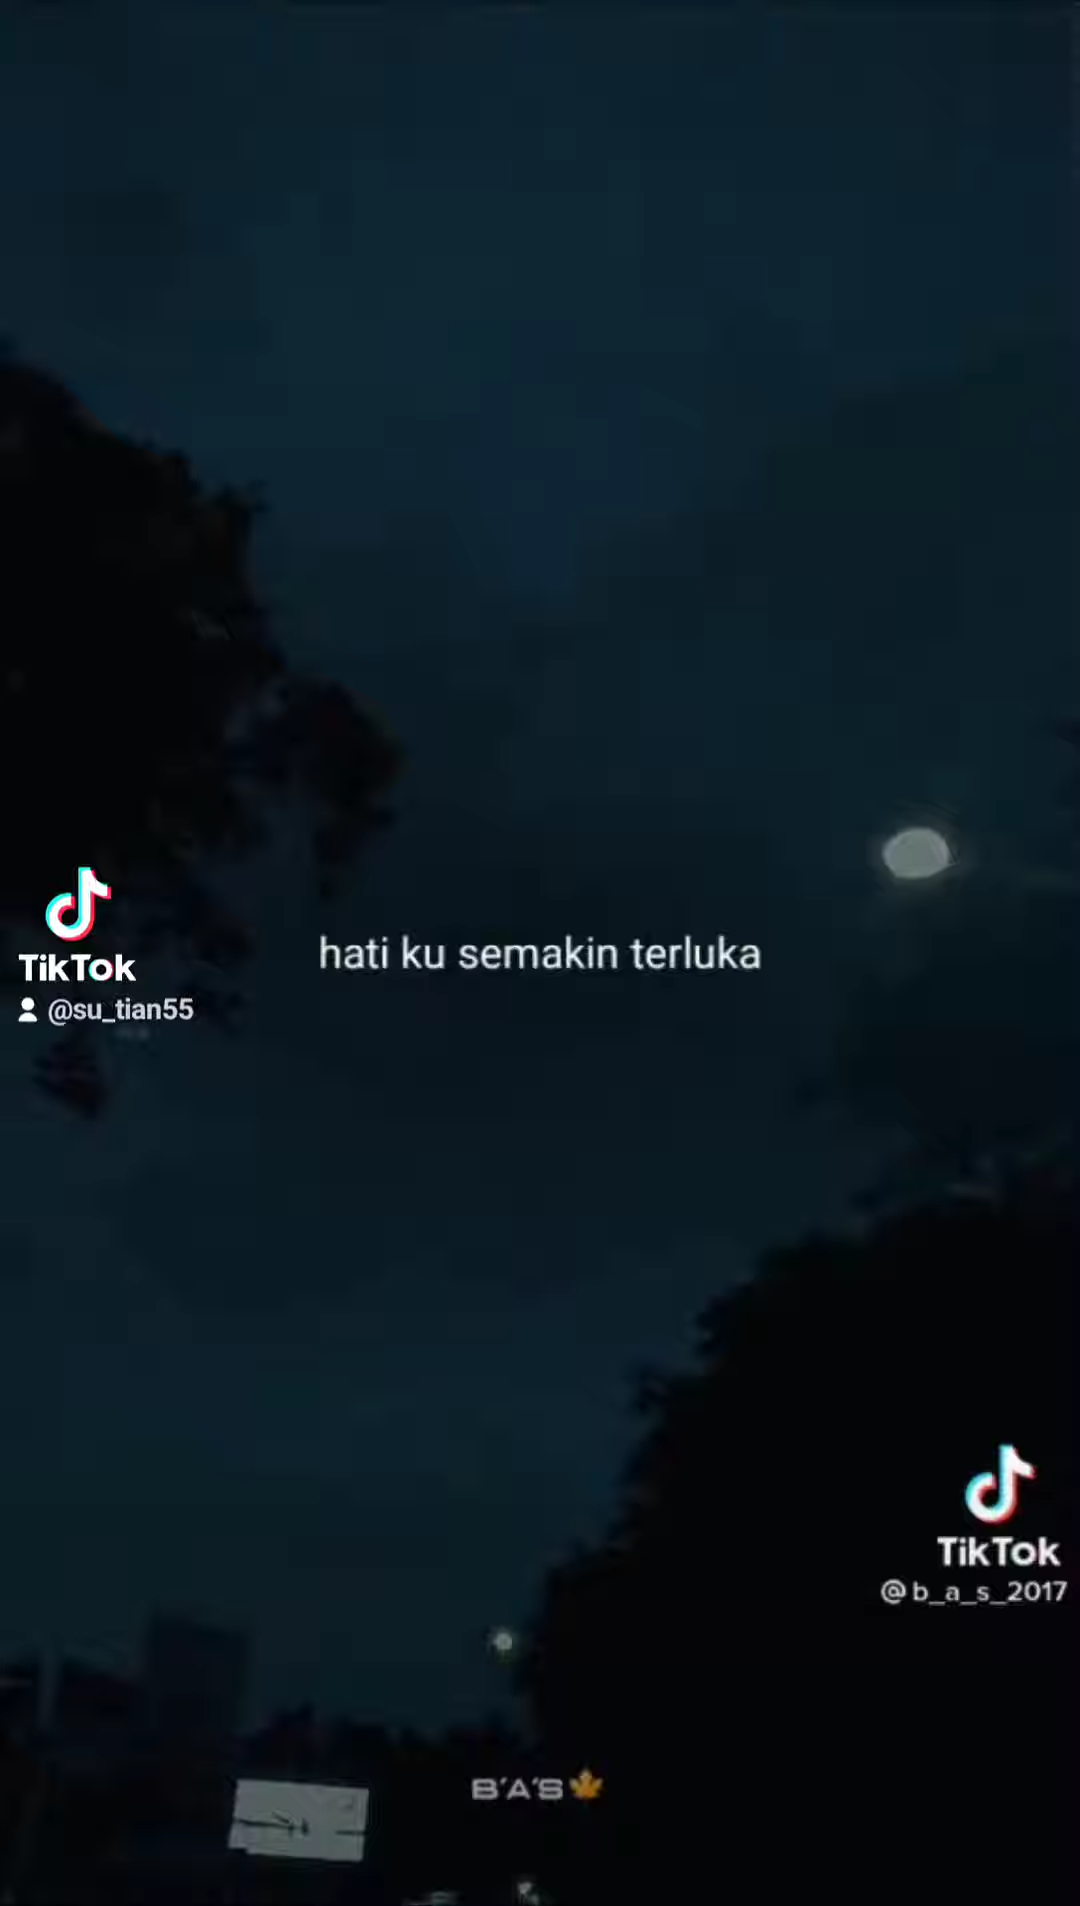 hati ku semakin terluka
TikTok
@su_tian55
TikTok
@b_a_s_2017
B'A'S